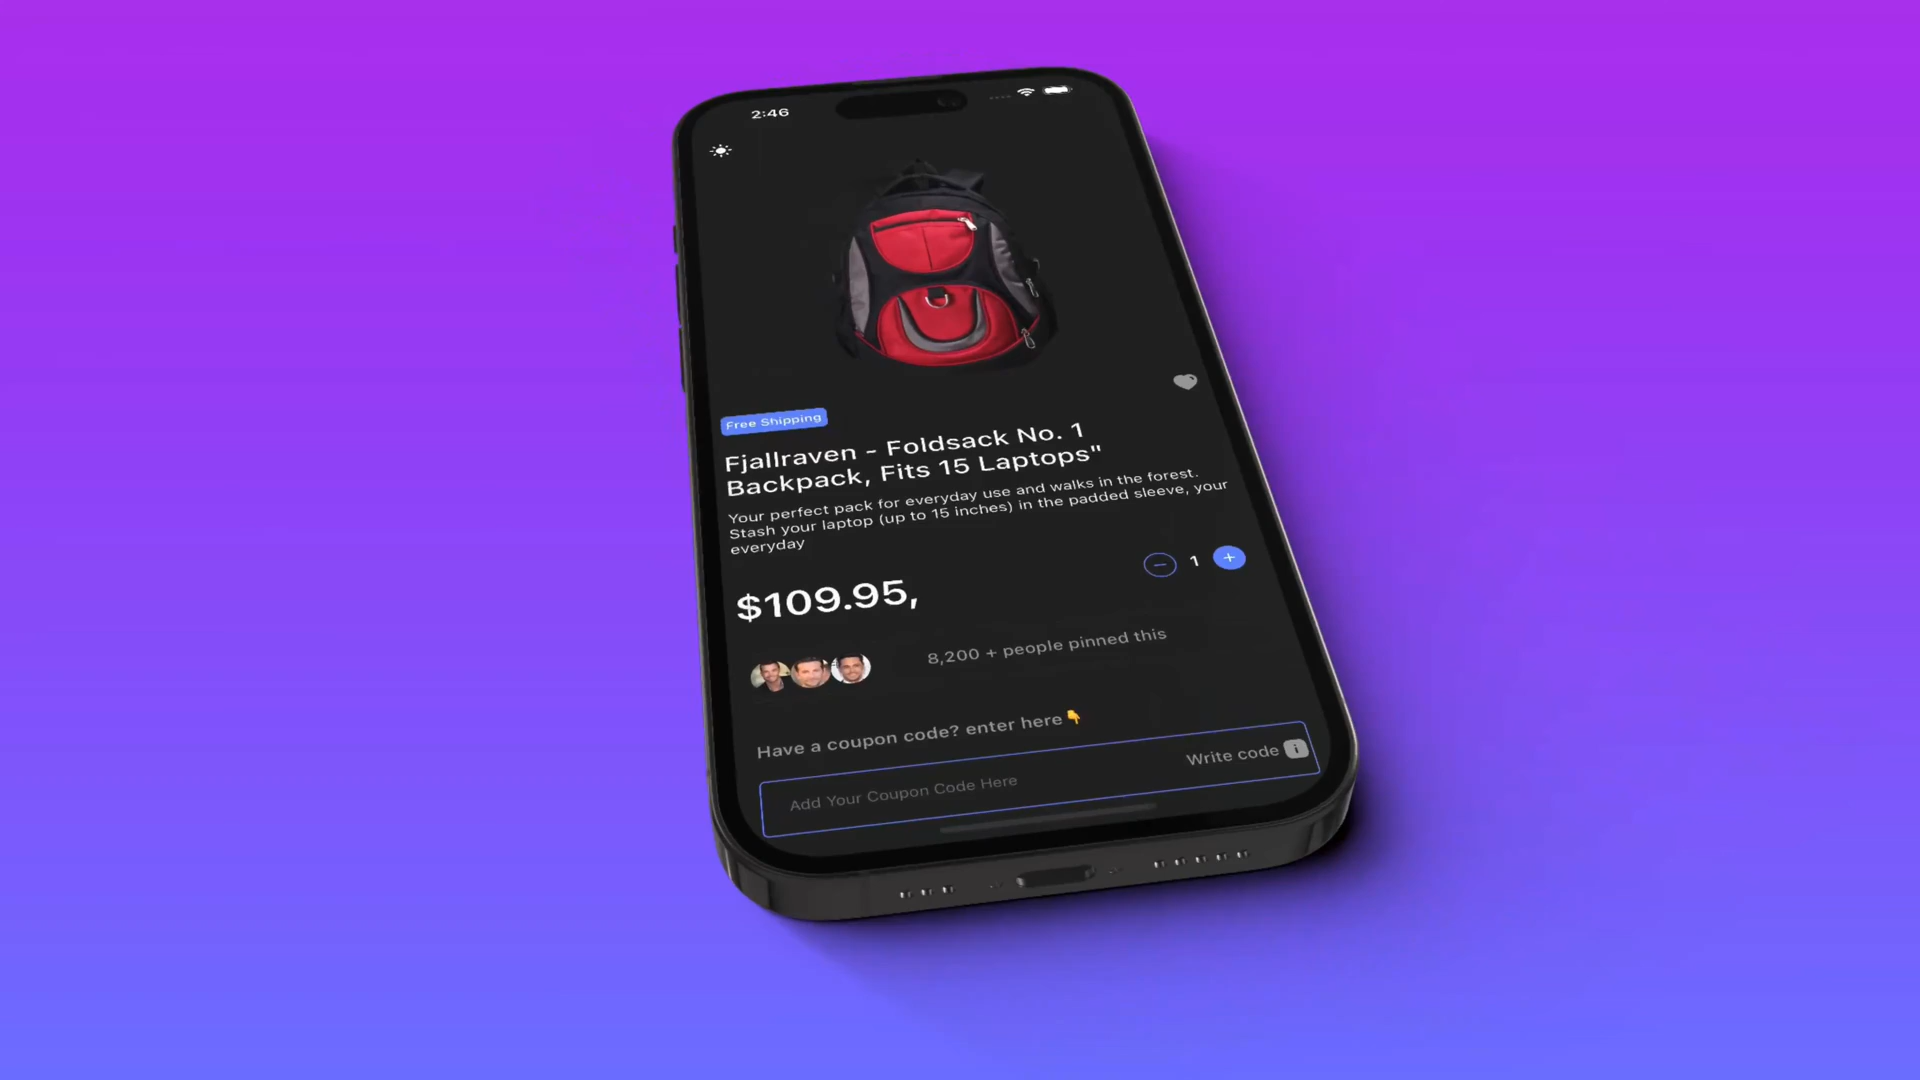 2:46
Free Shipping
Fjallraven - Foldsack No. 1
Backpack, Fits 15 Laptops"
Your perfect pack for everyday use and walks in the forest.
Stash your laptop (up to 15 inches) in the padded sleeve, your
everyday
$109.95,
1
8,200 + people pinned this
Have a coupon code? enter here👇
Add Your Coupon Code Here
Write code